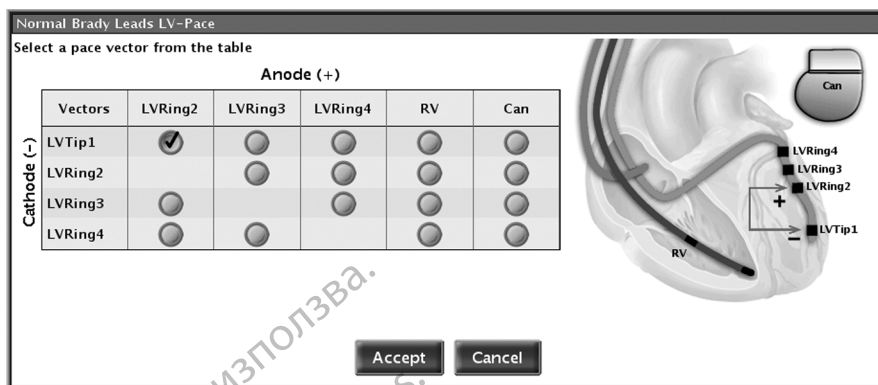 Normal Brady Leads LV-Pace
Select a pace vector from the table
Anode (+)
Cathode (-)
Vectors LVRing2 LVRing3 LVRing4 RV Can
LVTip1
LVRing2
LVRing3
LVRing4
Can
LVRing4
LVRing3
LVRing2
+
LVTip1
−
RV
използва.
Accept Cancel